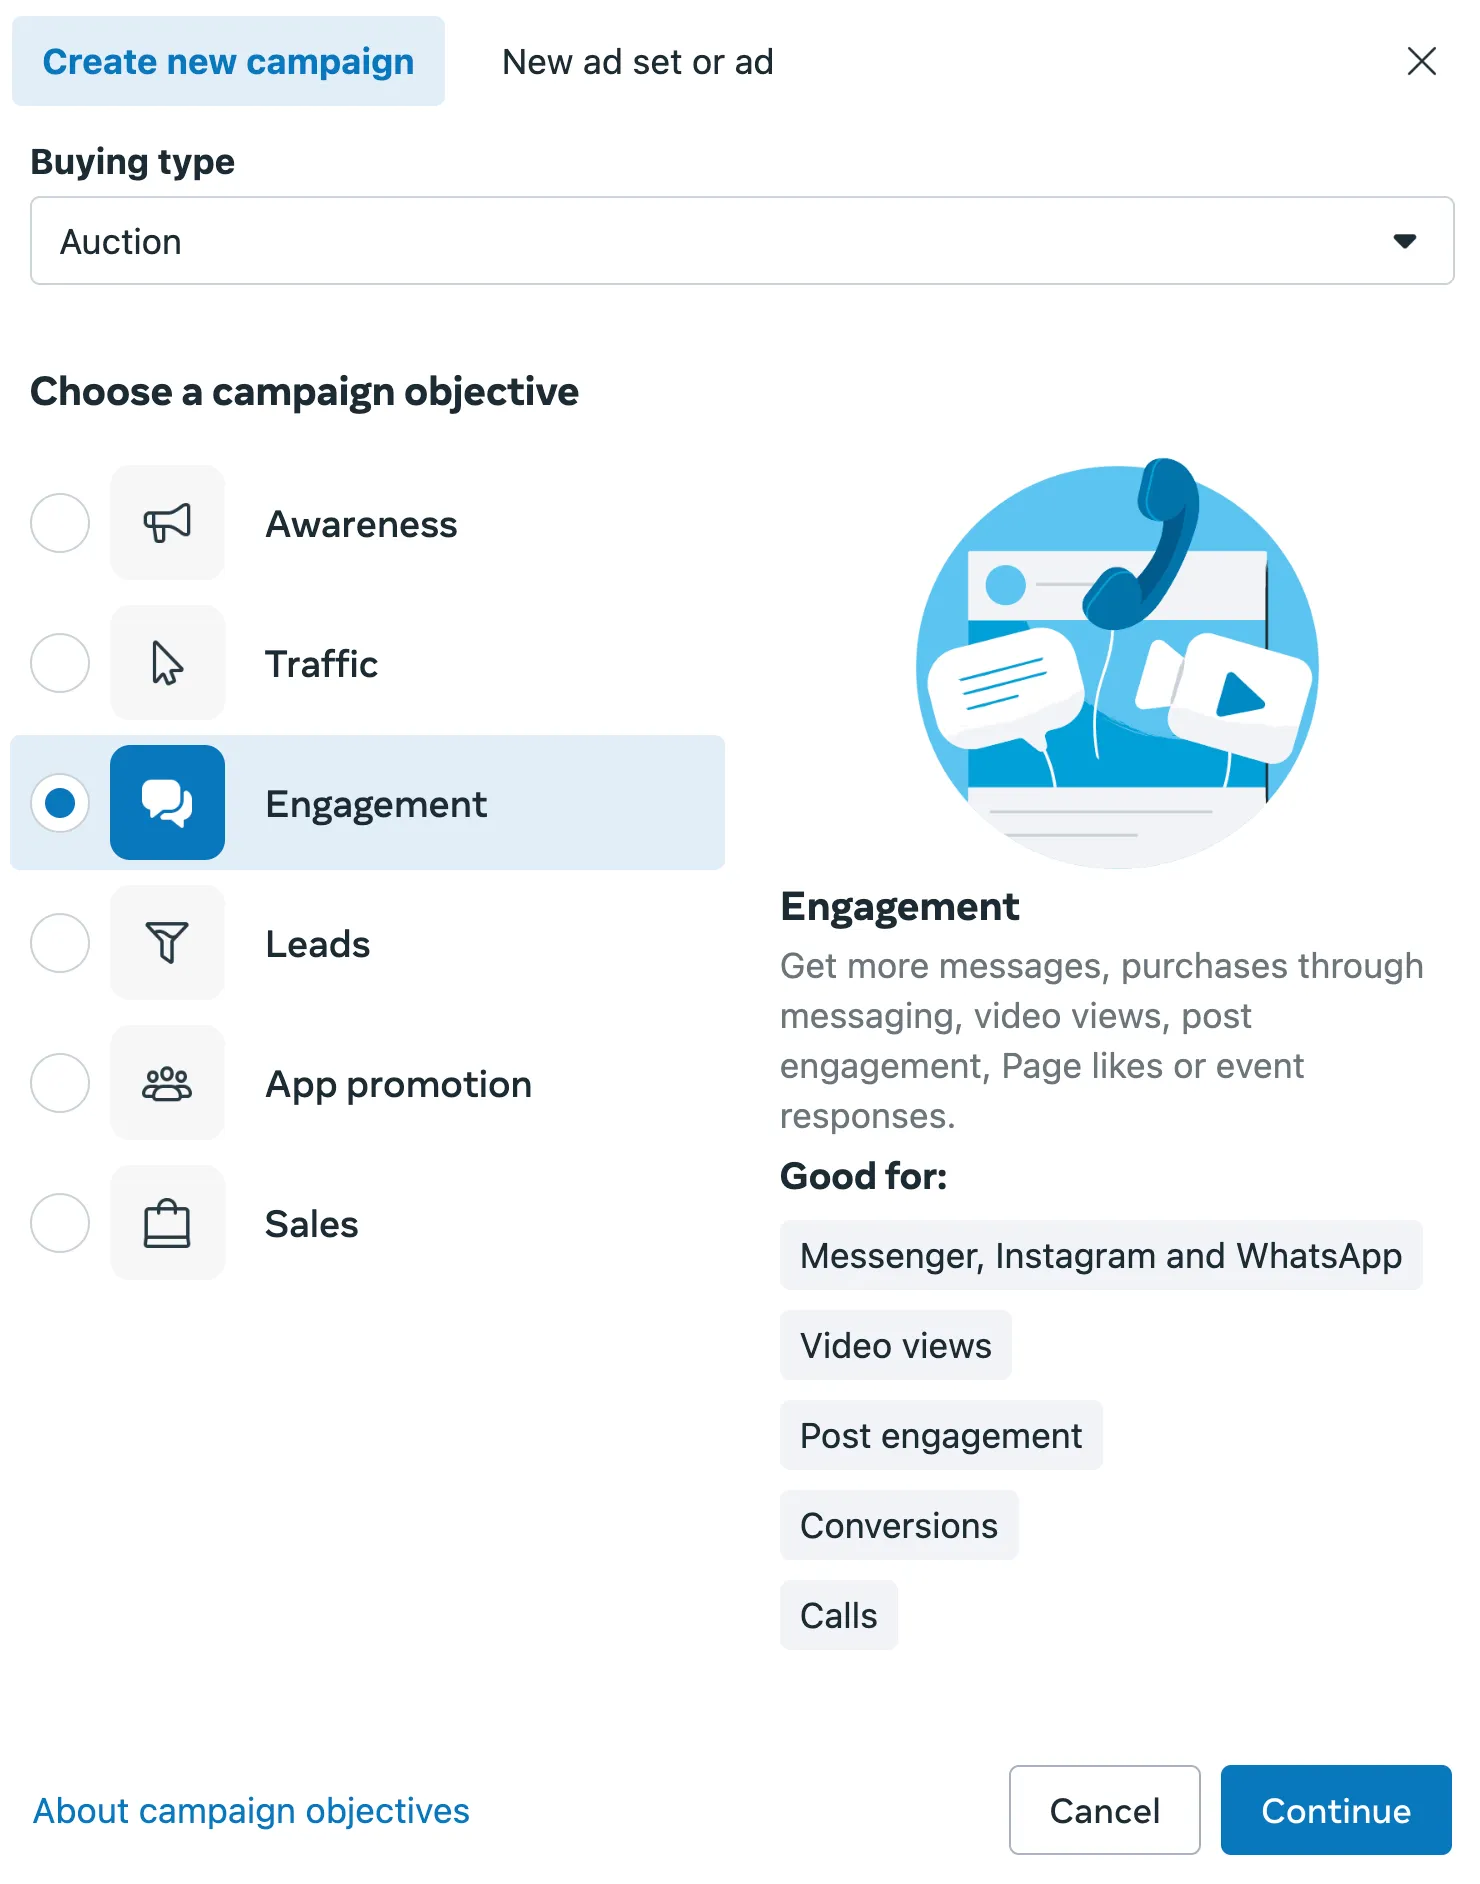 Create new campaign
New ad set or ad
Buying type
Auction
Choose a campaign objective
Awareness
Traffic
Engagement
Leads
App promotion
Sales
Engagement
Get more messages, purchases through
messaging, video views, post
engagement, Page likes or event
responses.
Good for:
Messenger, Instagram and WhatsApp
Video views
Post engagement
Conversions
Calls
About campaign objectives
Cancel
Continue